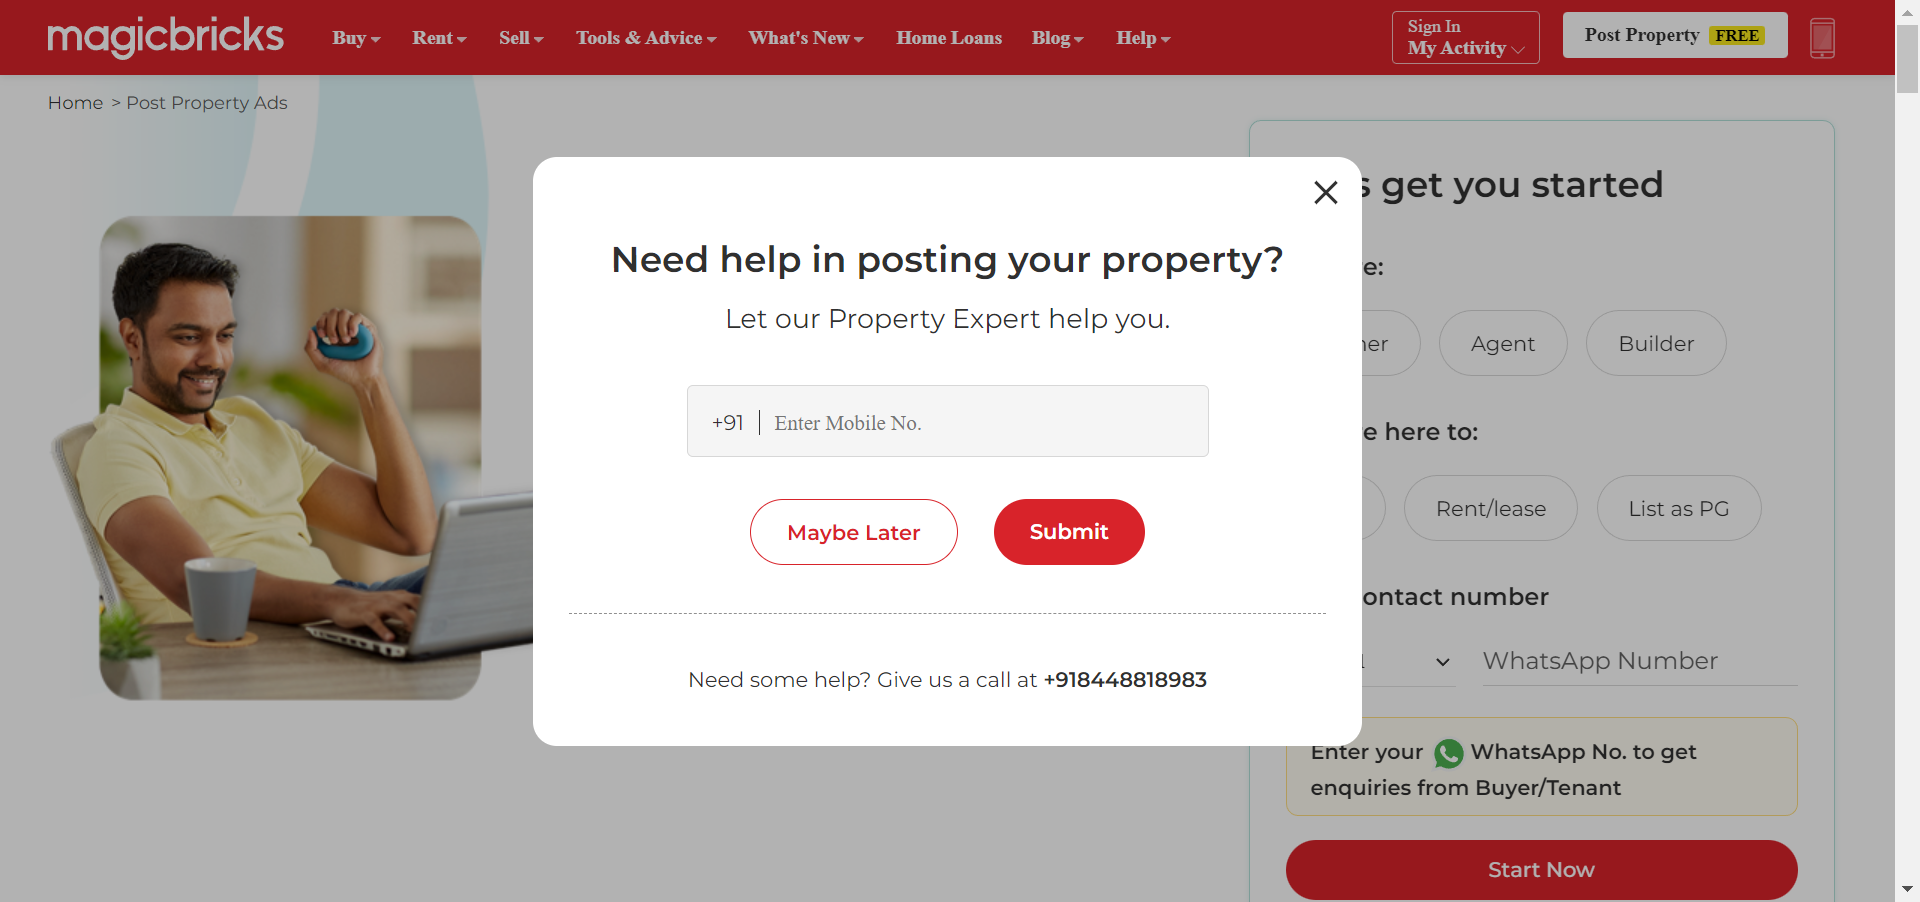 magicbricks
Buy
Rent
Sell
Tools & Advice
What's New
Home Loans
Blog
Help
Sign In
My Activity
Post Property FREE
Home > Post Property Ads
s get you started
e:
Agent
Builder
e here to:
Rent/lease
List as PG
ontact number
WhatsApp Number
Enter your WhatsApp No. to get
enquiries from Buyer/Tenant
Start Now
Need help in posting your property?
Let our Property Expert help you.
+91
Enter Mobile No.
Maybe Later
Submit
Need some help? Give us a call at +918448818983